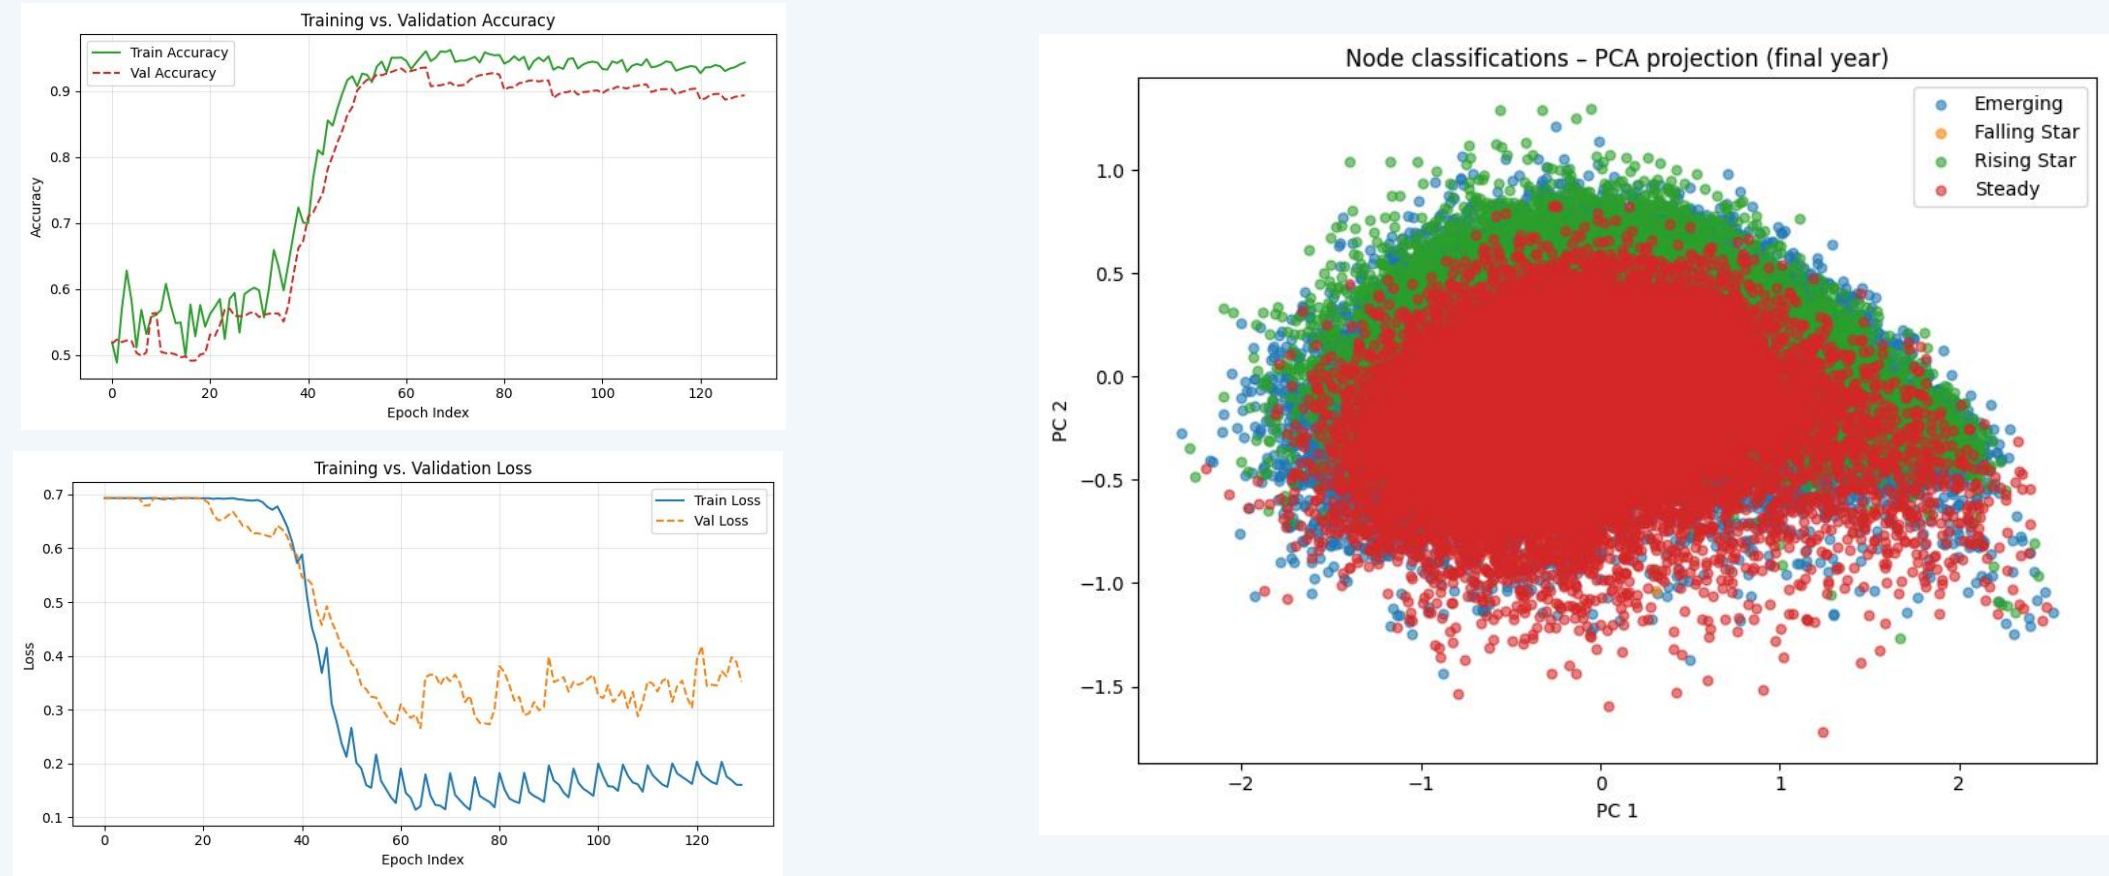 Training vs. Validation Accuracy
Train Accuracy
Val Accuracy
0.9
0.8
0.7
0.6
0.5
Accuracy
0 20 40 60 80 100 120
Epoch Index
Training vs. Validation Loss
Train Loss
Val Loss
0.7
0.6
0.5
0.4
0.3
0.2
0.1
Loss
0 20 40 60 80 100 120
Epoch Index
Node classifications – PCA projection (final year)
Emerging
Falling Star
Rising Star
Steady
1.0
0.5
0.0
−0.5
−1.0
−1.5
PC 2
−2 −1 0 1 2
PC 1